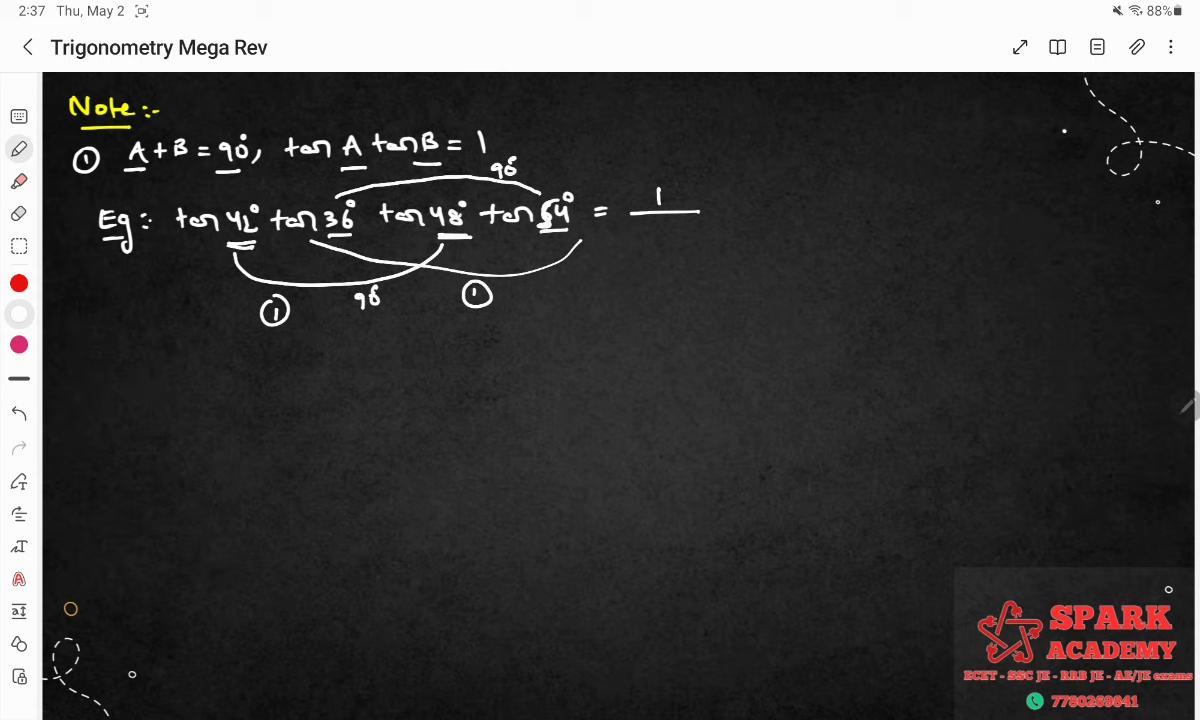 2:37 Thu, May 2 88%
Trigonometry Mega Rev
Note:-
① A+B = 90°, tan A tan B = 1
90°
Eg:- tan 42° tan 36° tan 48° tan 54° = 1
① 90° ①
SPARK
ACADEMY
ECET - SSC JE - RRB JE - AE/JE exams
7780269841